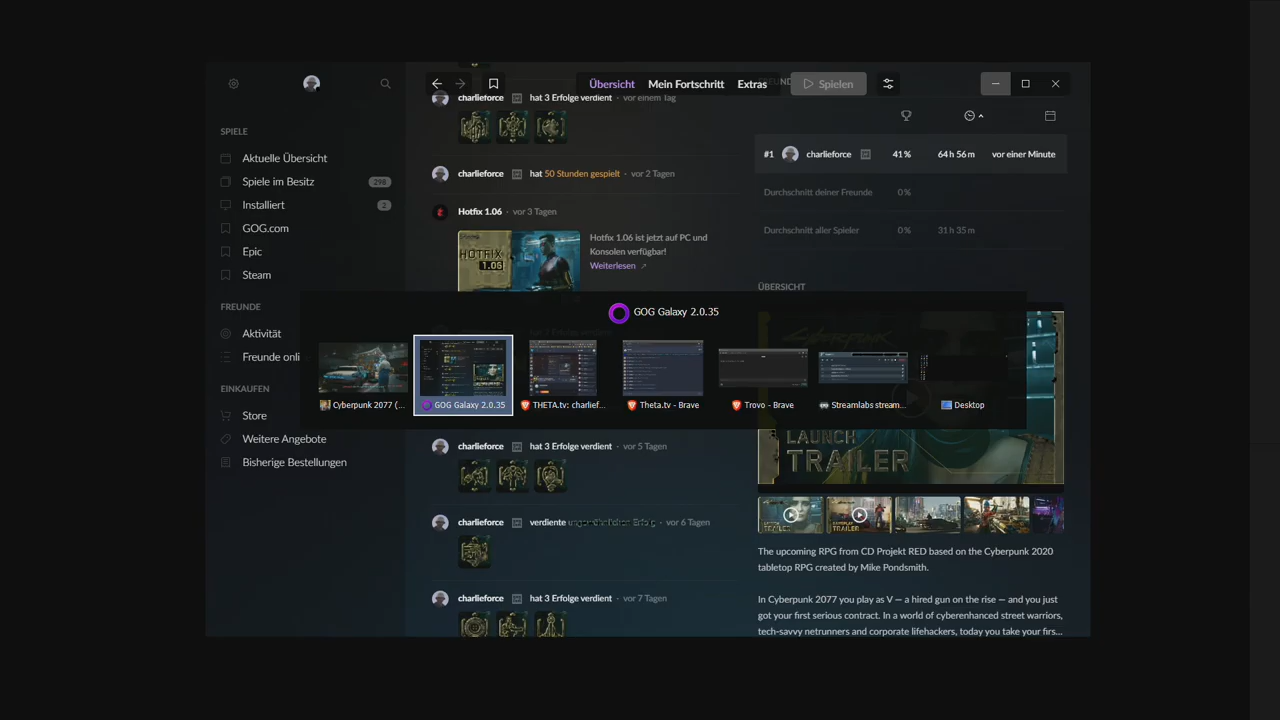 Übersicht
Mein Fortschritt
Extras
Spielen
SPIELE
Aktuelle Übersicht
Spiele im Besitz
298
Installiert
2
GOG.com
Epic
Steam
FREUNDE
Aktivität
Freunde onli
EINKAUFEN
Store
Weitere Angebote
Bisherige Bestellungen
charlieforce hat 3 Erfolge verdient · vor einem Tag
charlieforce hat 50 Stunden gespielt · vor 2 Tagen
Hotfix 1.06 · vor 3 Tagen
HOTFIX
1.06
Hotfix 1.06 ist jetzt auf PC und
Konsolen verfügbar!
Weiterlesen
GOG Galaxy 2.0.35
Cyberpunk 2077 (...
GOG Galaxy 2.0.35
THETA.tv: charlief...
Theta.tv - Brave
Trovo - Brave
Streamlabs stream...
Desktop
charlieforce hat 3 Erfolge verdient · vor 5 Tagen
charlieforce verdiente ungewöhnlichen Erfolg · vor 6 Tagen
charlieforce hat 3 Erfolge verdient · vor 7 Tagen
#1 charlieforce 41% 64 h 56 m vor einer Minute
Durchschnitt deiner Freunde 0%
Durchschnitt aller Spieler 0% 31 h 35 m
ÜBERSICHT
LAUNCH
TRAILER
The upcoming RPG from CD Projekt RED based on the Cyberpunk 2020
tabletop RPG created by Mike Pondsmith.
In Cyberpunk 2077 you play as V — a hired gun on the rise — and you just
got your first serious contract. In a world of cyberenhanced street warriors,
tech-savvy netrunners and corporate lifehackers, today you take your firs...